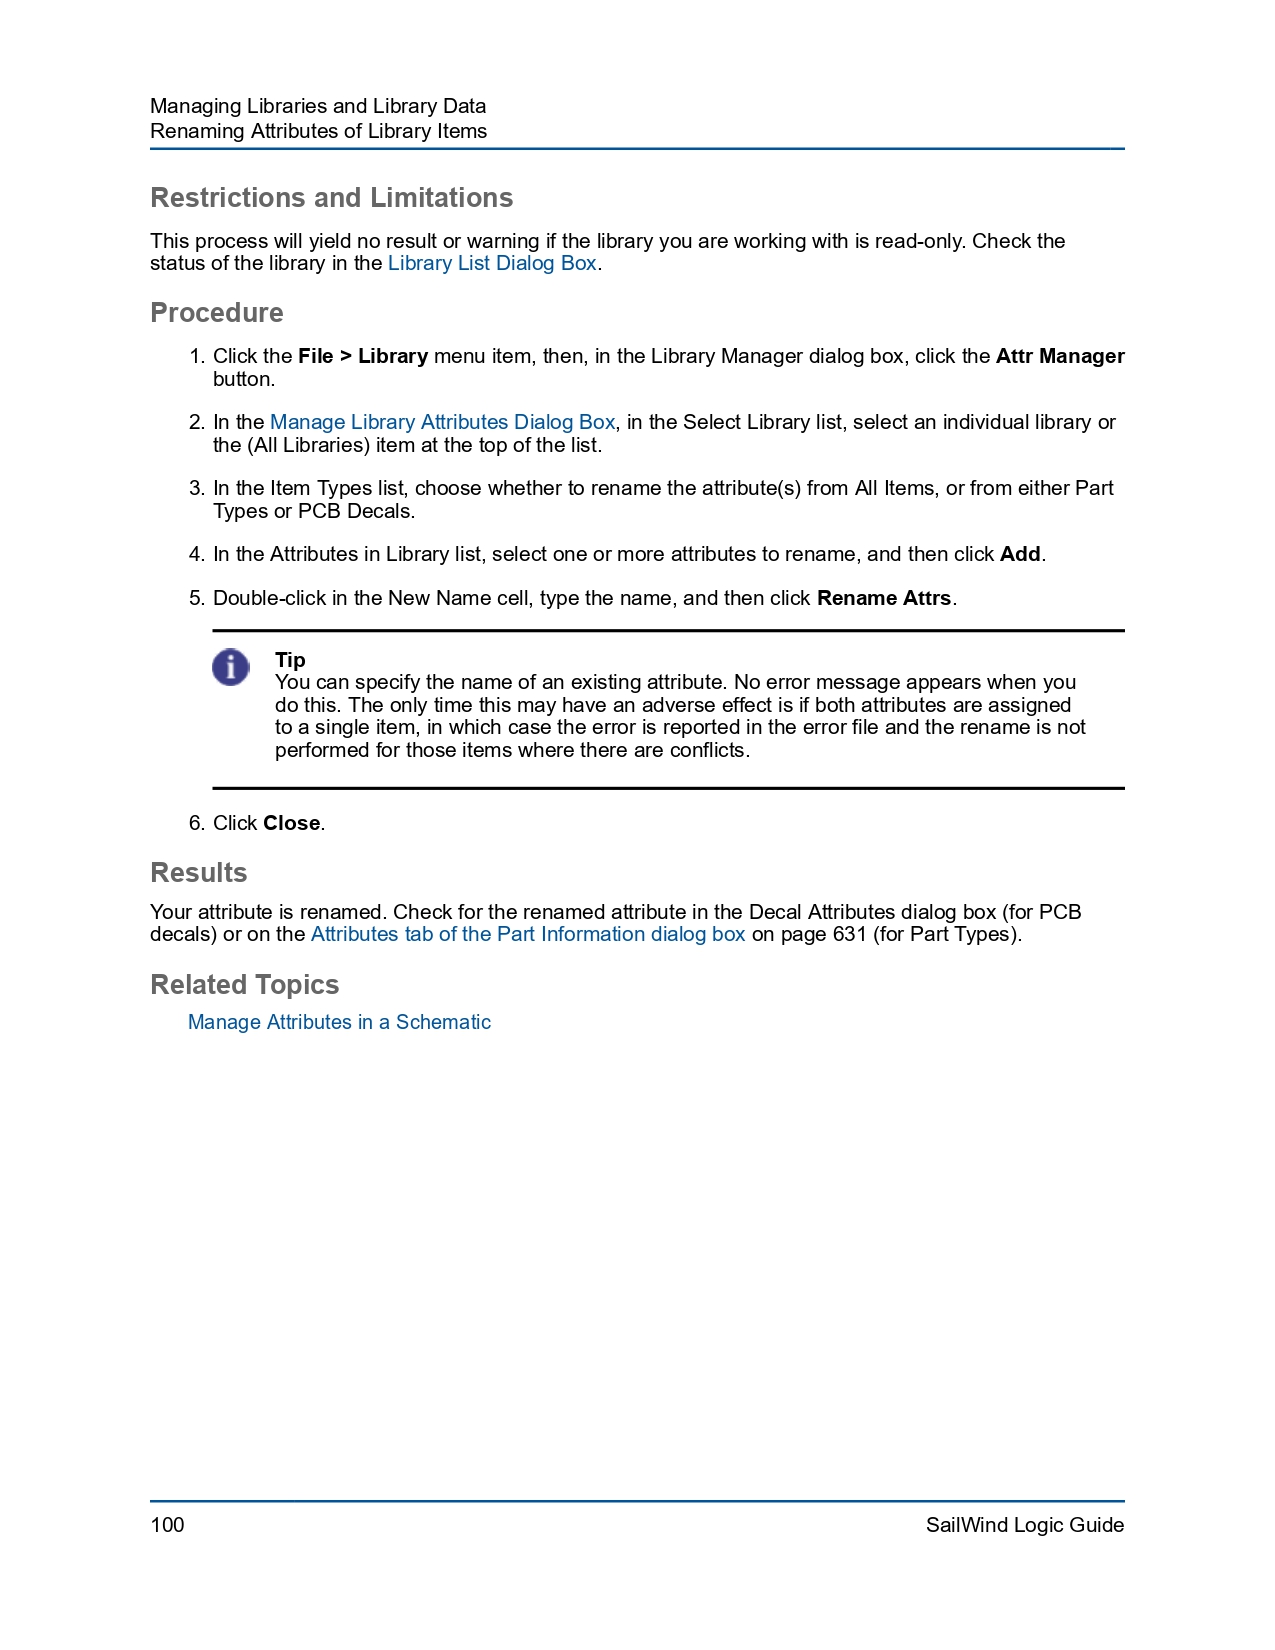 Managing Libraries and Library Data
Renaming Attributes of Library Items
Restrictions and Limitations
This process will yield no result or warning if the library you are working with is read-only. Check the
status of the library in the Library List Dialog Box.
Procedure
1. Click the File > Library menu item, then, in the Library Manager dialog box, click the Attr Manager
button.
2. In the Manage Library Attributes Dialog Box, in the Select Library list, select an individual library or
the (All Libraries) item at the top of the list.
3. In the Item Types list, choose whether to rename the attribute(s) from All Items, or from either Part
Types or PCB Decals.
4. In the Attributes in Library list, select one or more attributes to rename, and then click Add.
5. Double-click in the New Name cell, type the name, and then click Rename Attrs.
Tip
You can specify the name of an existing attribute. No error message appears when you
do this. The only time this may have an adverse effect is if both attributes are assigned
to a single item, in which case the error is reported in the error file and the rename is not
performed for those items where there are conflicts.
6. Click Close.
Results
Your attribute is renamed. Check for the renamed attribute in the Decal Attributes dialog box (for PCB
decals) or on the Attributes tab of the Part Information dialog box on page 631 (for Part Types).
Related Topics
Manage Attributes in a Schematic
100
SailWind Logic Guide